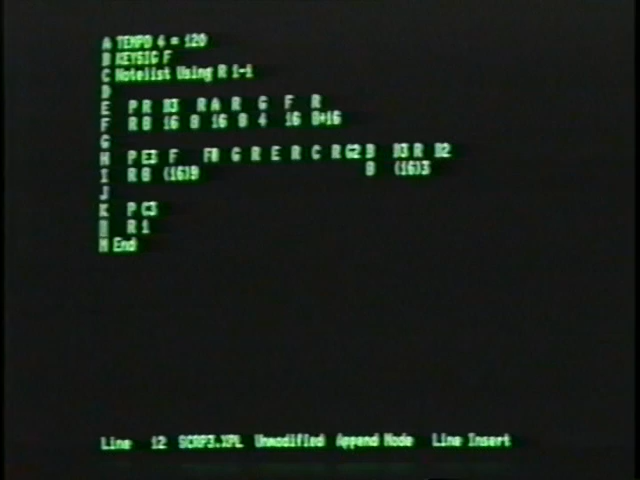 A TEMPO 4 = 120
B KEYSIG F
C Notelist Using R 1-1
D
E P R D3 R A R G F R
F R 8 16 8 16 8 4 16 8+16
G
H P E3 F F# G R E R C R G2 B D3 R D2
I R 8 (16)9 8 (16)3
J
K P C3
R 1
M End
Line 12 SCRP3.XPL Unmodified Append Mode Line Insert